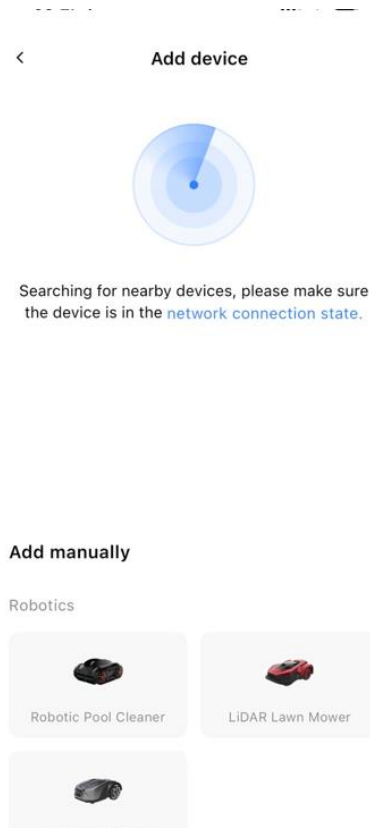 Add device
Searching for nearby devices, please make sure
the device is in the network connection state.
Add manually
Robotics
Robotic Pool Cleaner
LiDAR Lawn Mower